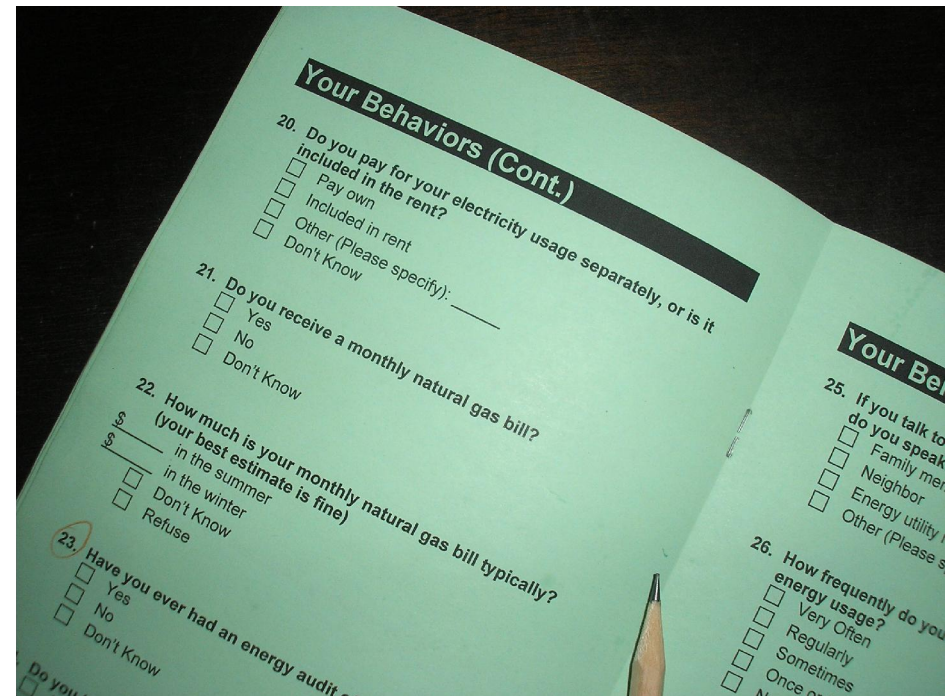 Your Behaviors (Cont.)
20. Do you pay for your electricity usage separately, or is it
included in the rent?
Pay own
Included in rent
Other (Please specify):
Don't Know
21. Do you receive a monthly natural gas bill?
Yes
No
Don't Know
22. How much is your monthly natural gas bill typically?
(your best estimate is fine)
$ in the summer
$ in the winter
Don't Know
Refuse
23. Have you ever had an energy audit
Yes
No
Don't Know
Do you
Your
25. If you talk to
do you speak
Family
Neighbor
Energy utility
Other (Please
26. How frequently do you
energy usage?
Very Often
Regularly
Sometimes
Once